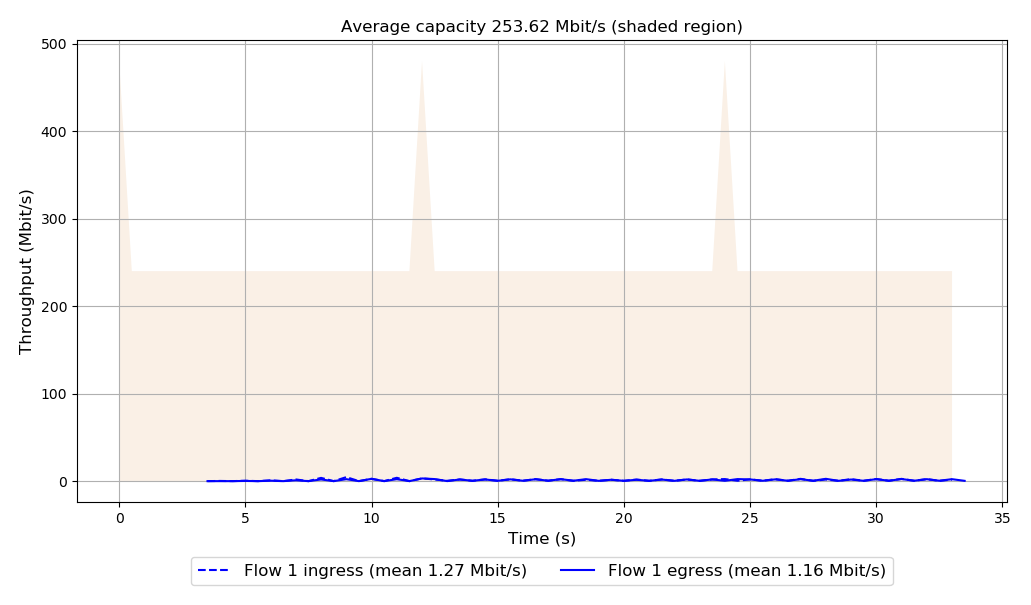 Average capacity 253.62 Mbit/s (shaded region)
500
400
300
200
100
0
Throughput (Mbit/s)
0 5 10 15 20 25 30 35
Time (s)
Flow 1 ingress (mean 1.27 Mbit/s) Flow 1 egress (mean 1.16 Mbit/s)